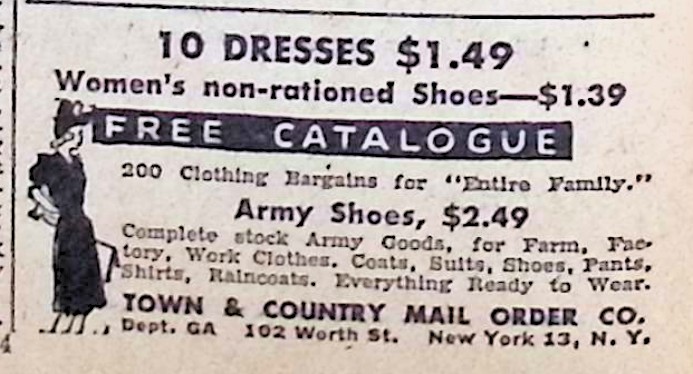 10 DRESSES $1.49
Women's non-rationed Shoes—$1.39
FREE CATALOGUE
200 Clothing Bargains for "Entire Family."
Army Shoes, $2.49
Complete stock Army Goods, for Farm, Fac-
tory, Work Clothes. Coats, Suits, Shoes, Pants,
Shirts, Raincoats. Everything Ready to Wear.
TOWN & COUNTRY MAIL ORDER CO.
Dept. GA 102 Worth St. New York 13, N. Y.
4